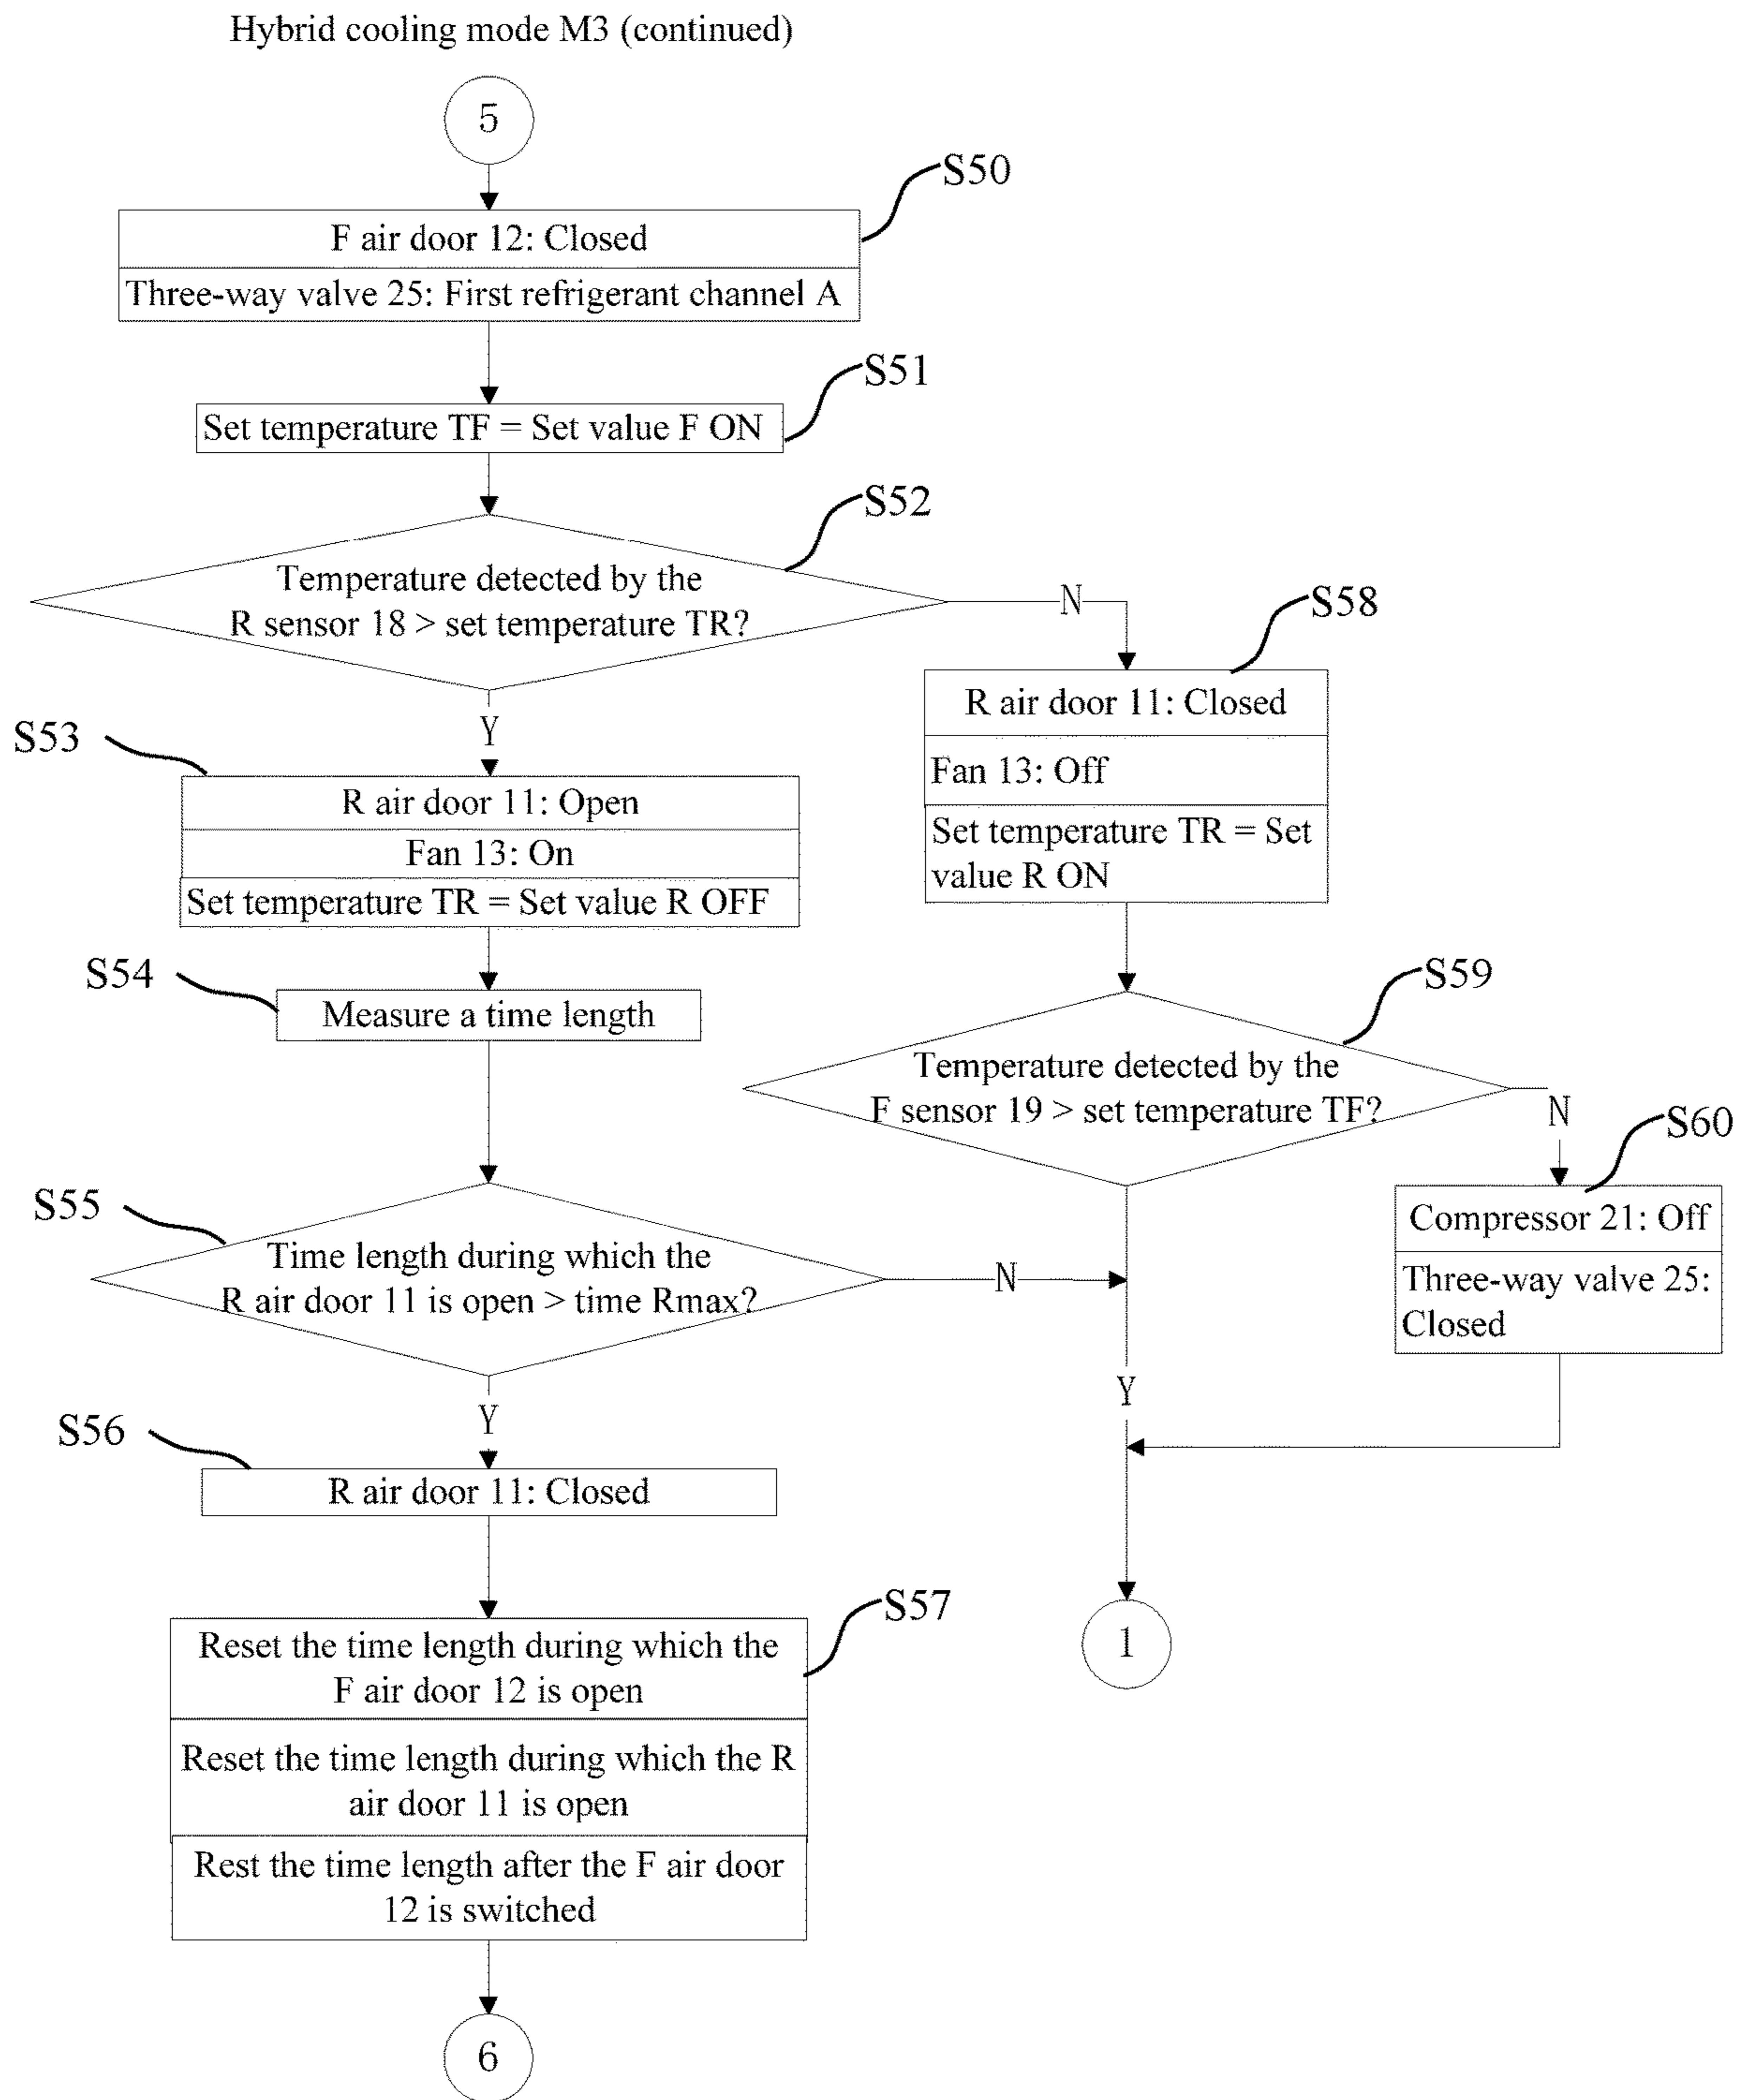 Hybrid cooling mode M3 (continued)
5
S50
F air door 12: Closed
Three-way valve 25: First refrigerant channel A
S51
Set temperature TF = Set value F ON
S52
Temperature detected by the
R sensor 18 > set temperature TR?
N
Y
S58
R air door 11: Closed
Fan 13: Off
Set temperature TR = Set
value R ON
S53
R air door 11: Open
Fan 13: On
Set temperature TR = Set value R OFF
S54
Measure a time length
S59
Temperature detected by the
F sensor 19 > set temperature TF?
N
Y
S60
Compressor 21: Off
Three-way valve 25:
Closed
S55
Time length during which the
R air door 11 is open > time Rmax?
N
Y
S56
R air door 11: Closed
S57
Reset the time length during which the
F air door 12 is open
Reset the time length during which the R
air door 11 is open
Rest the time length after the F air door
12 is switched
1
6